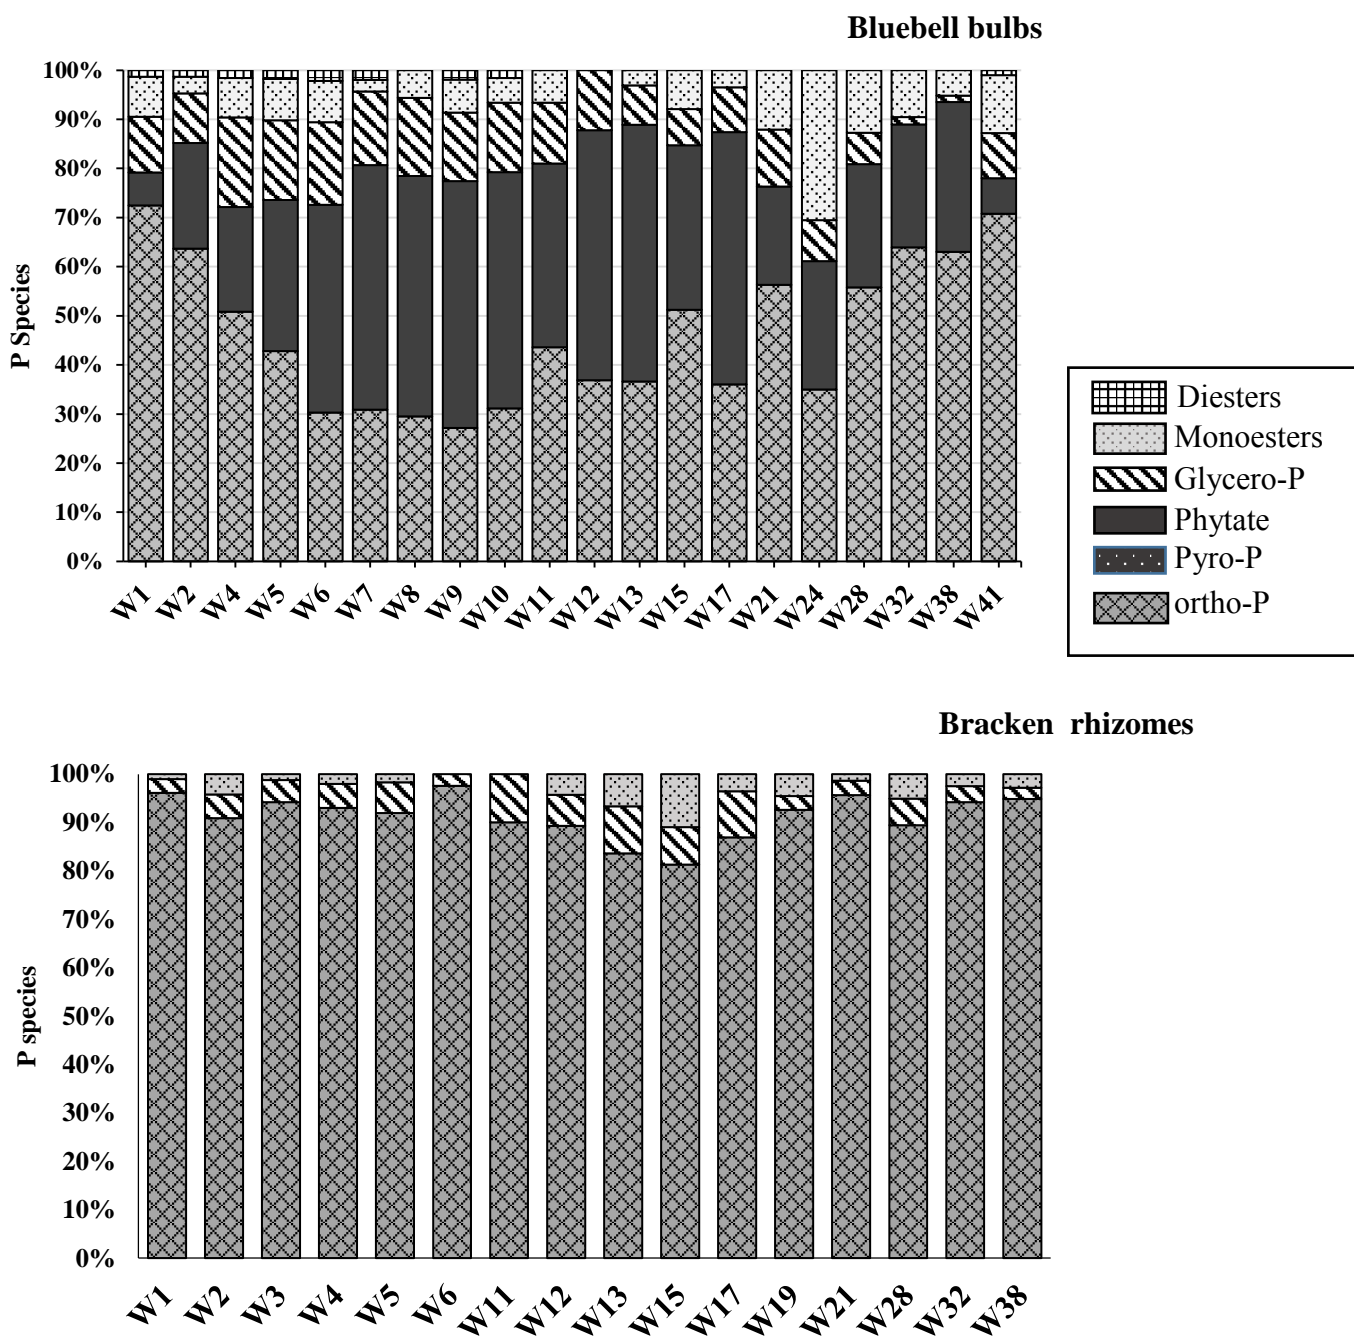 Bluebell bulbs
100%
90%
80%
70%
60%
50%
40%
30%
20%
10%
0%
P Species
W1 W2 W4 W5 W6 W7 W8 W9 W10 W11 W12 W13 W15 W17 W21 W24 W28 W32 W38 W41
Diesters
Monoesters
Glycero-P
Phytate
Pyro-P
ortho-P
Bracken rhizomes
100%
90%
80%
70%
60%
50%
40%
30%
20%
10%
0%
P species
W1 W2 W3 W4 W5 W6 W11 W12 W13 W15 W17 W19 W21 W28 W32 W38